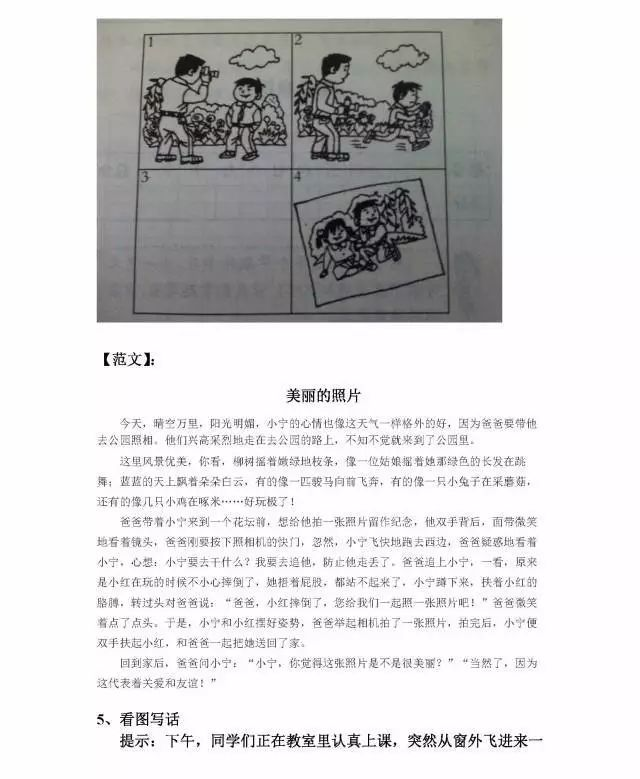 1
2
3
4
【范文】：
美丽的照片
今天，晴空万里，阳光明媚，小宁的心情也像这天气一样格外的好，因为爸爸要带他
去公园照相。他们兴高采烈地走在去公园的路上，不知不觉就来到了公园里。
这里风景优美，你看，柳树摇着嫩绿地枝条，像一位姑娘摇着她那绿色的长发在跳
舞；蓝蓝的天上飘着朵朵白云，有的像一匹骏马向前飞奔，有的像一只小兔子在采蘑菇，
还有的像几只小鸡在啄米……好玩极了！
爸爸带着小宁来到一个花坛前，想给他拍一张照片留作纪念，他双手背后，面带微笑
地看着镜头，爸爸刚要按下照相机的快门，忽然，小宁飞快地跑去西边，爸爸疑惑地看着
小宁，心想：小宁要去干什么？我要去追他，防止他走丢了。爸爸追上小宁，一看，原来
是小红在玩的时候不小心摔倒了，她捂着屁股，都站不起来了，小宁蹲下来，扶着小红的
胳膊，转过头对爸爸说：“爸爸，小红摔倒了，您给我们一起照一张照片吧！”爸爸微笑
着点了点头。于是，小宁和小红摆好姿势，爸爸举起相机拍了一张照片，拍完后，小宁便
双手扶起小红，和爸爸一起把她送回了家。
回到家后，爸爸问小宁：“小宁，你觉得这张照片是不是很美丽？”“当然了，因为
这代表着关爱和友谊！”
5、看图写话
提示：下午，同学们正在教室里认真上课，突然从窗外飞进来一